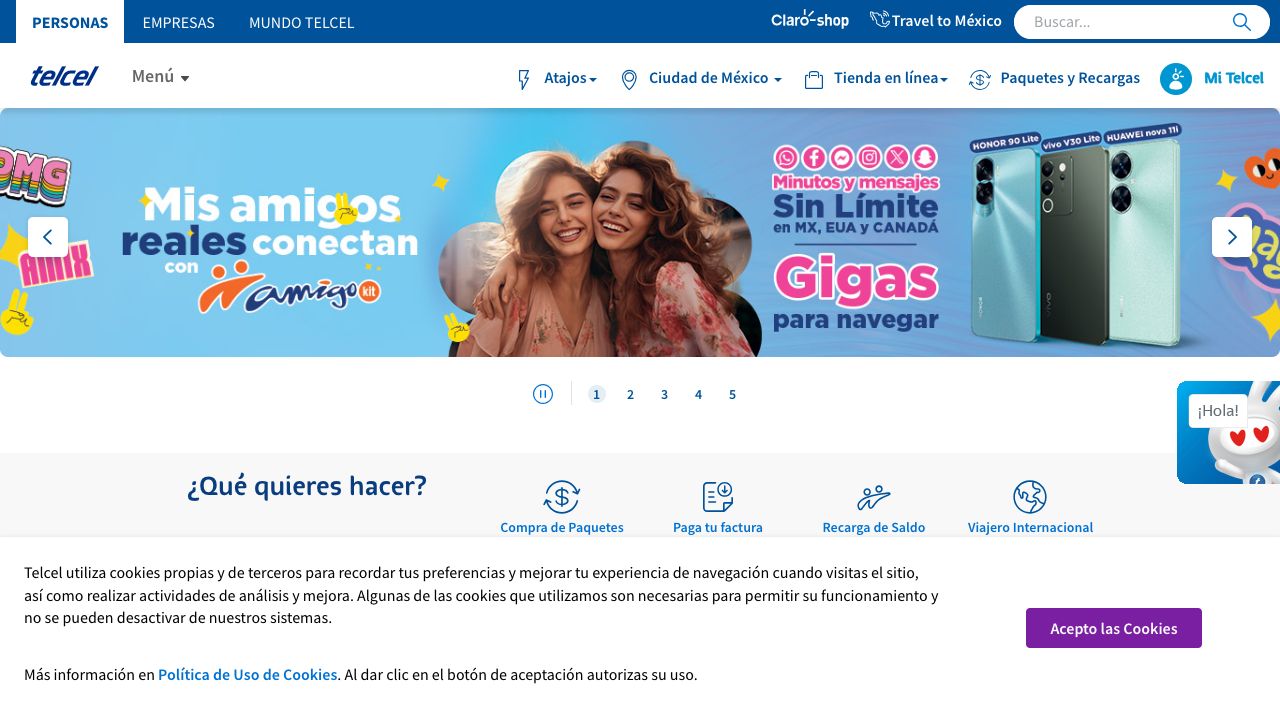 PERSONAS
EMPRESAS
MUNDO TELCEL
Claro-shop
Travel to México
Buscar...
telcel
Menú
Atajos
Ciudad de México
Tienda en línea
Paquetes y Recargas
Mi Telcel
OMG
AMIX
Mis amigos
reales conectan
con amigo kit
Minutos y mensajes
Sin Límite
en MX, EUA y CANADÁ
Gigas
para navegar
HONOR 90 Lite
vivo V30 Lite
HUAWEI nova 11i
1
2
3
4
5
¡Hola!
¿Qué quieres hacer?
Compra de Paquetes
Paga tu factura
Recarga de Saldo
Viajero Internacional
Telcel utiliza cookies propias y de terceros para recordar tus preferencias y mejorar tu experiencia de navegación cuando visitas el sitio,
así como realizar actividades de análisis y mejora. Algunas de las cookies que utilizamos son necesarias para permitir su funcionamiento y
no se pueden desactivar de nuestros sistemas.
Acepto las Cookies
Más información en Política de Uso de Cookies. Al dar clic en el botón de aceptación autorizas su uso.